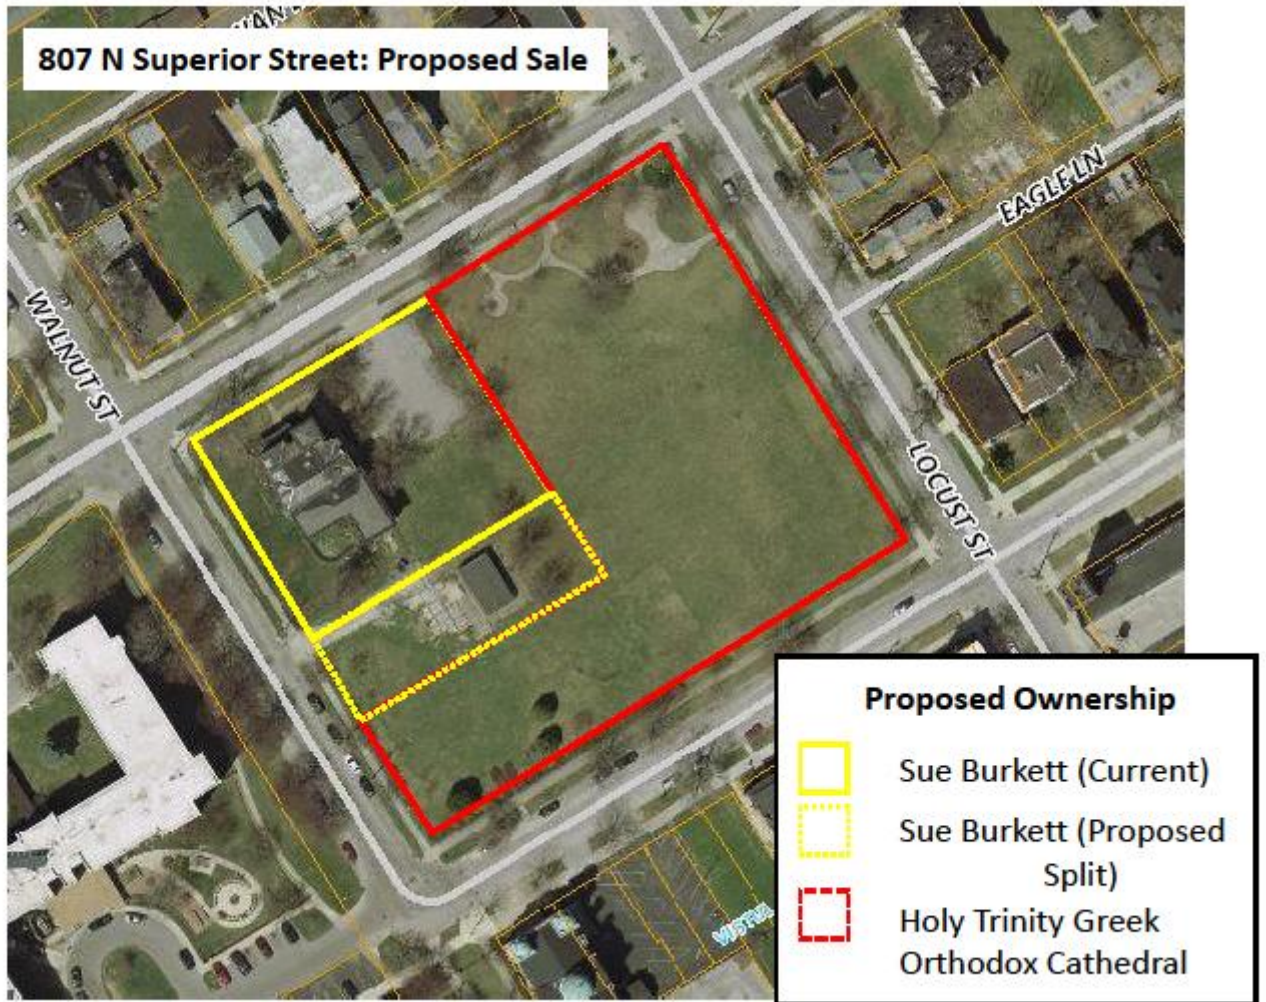 807 N Superior Street: Proposed Sale
EAGLE LN
WALNUT ST
LOCUST ST
VISTULA
Proposed Ownership
Sue Burkett (Current)
Sue Burkett (Proposed
Split)
Holy Trinity Greek
Orthodox Cathedral